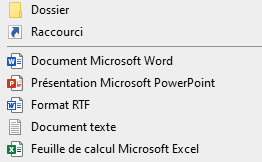 Dossier
Raccourci
Document Microsoft Word
Présentation Microsoft PowerPoint
Format RTF
Document texte
Feuille de calcul Microsoft Excel